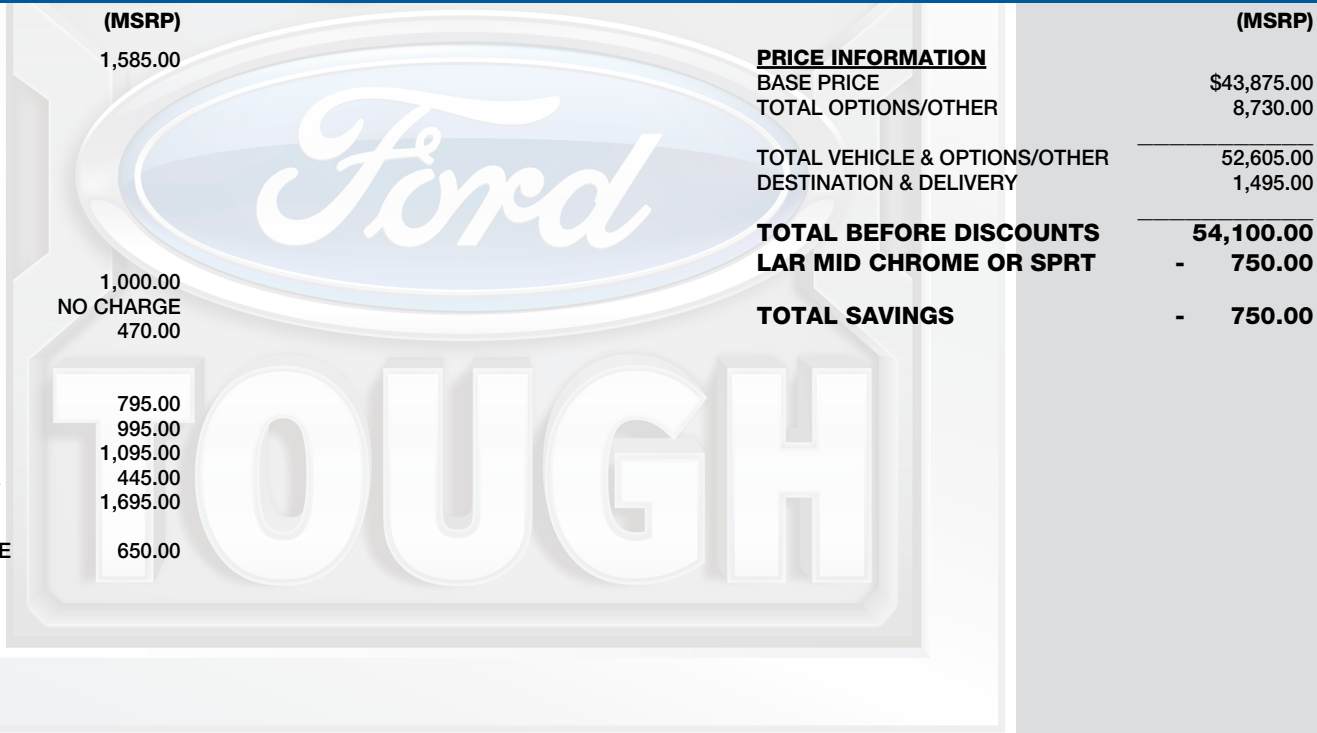 (MSRP)
1,585.00
1,000.00
NO CHARGE
470.00
795.00
995.00
1,095.00
445.00
1,695.00
E 650.00
Ford
TOUGH
(MSRP)
PRICE INFORMATION
BASE PRICE $43,875.00
TOTAL OPTIONS/OTHER 8,730.00
TOTAL VEHICLE & OPTIONS/OTHER 52,605.00
DESTINATION & DELIVERY 1,495.00
TOTAL BEFORE DISCOUNTS 54,100.00
LAR MID CHROME OR SPRT - 750.00
TOTAL SAVINGS - 750.00